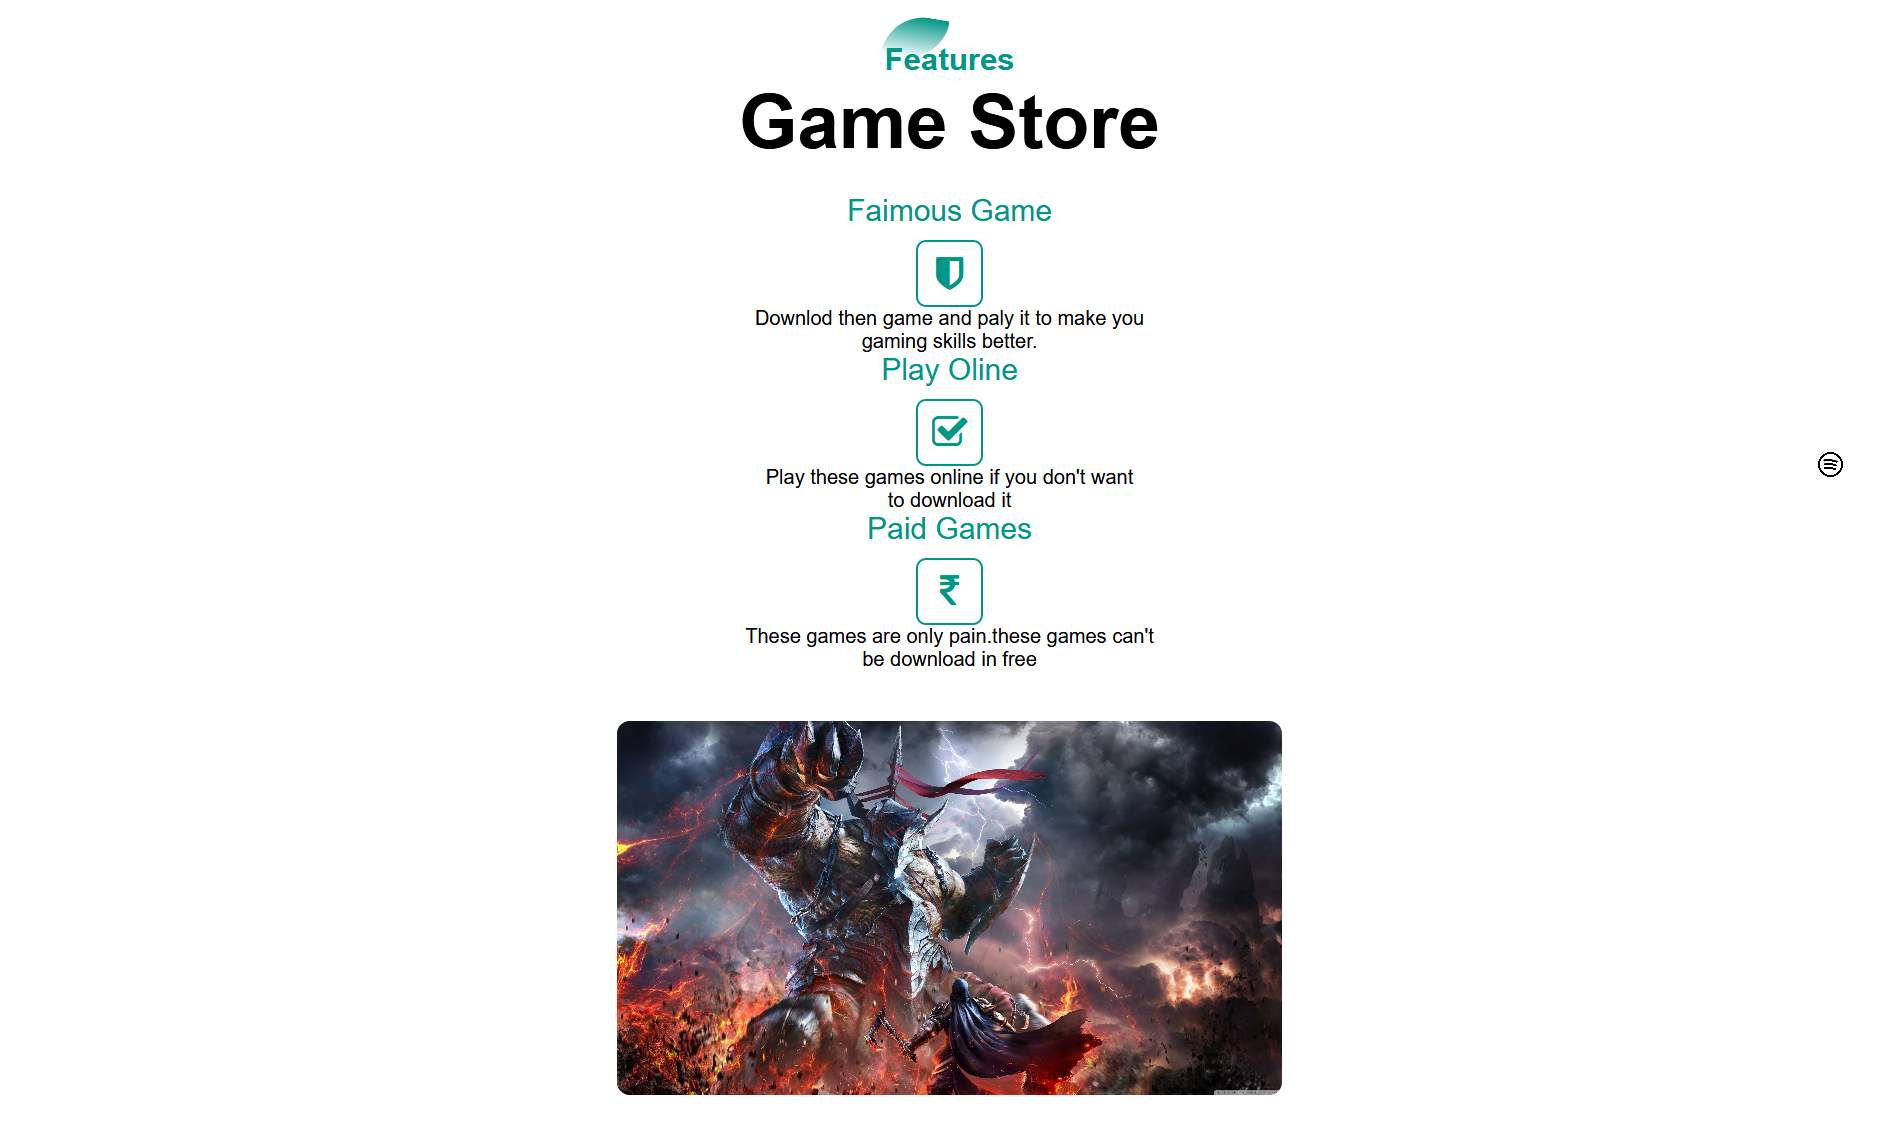 Features
Game Store
Faimous Game
Downlod then game and paly it to make you
gaming skills better.
Play Oline
Play these games online if you don't want
to download it
Paid Games
₹
These games are only pain.these games can't
be download in free